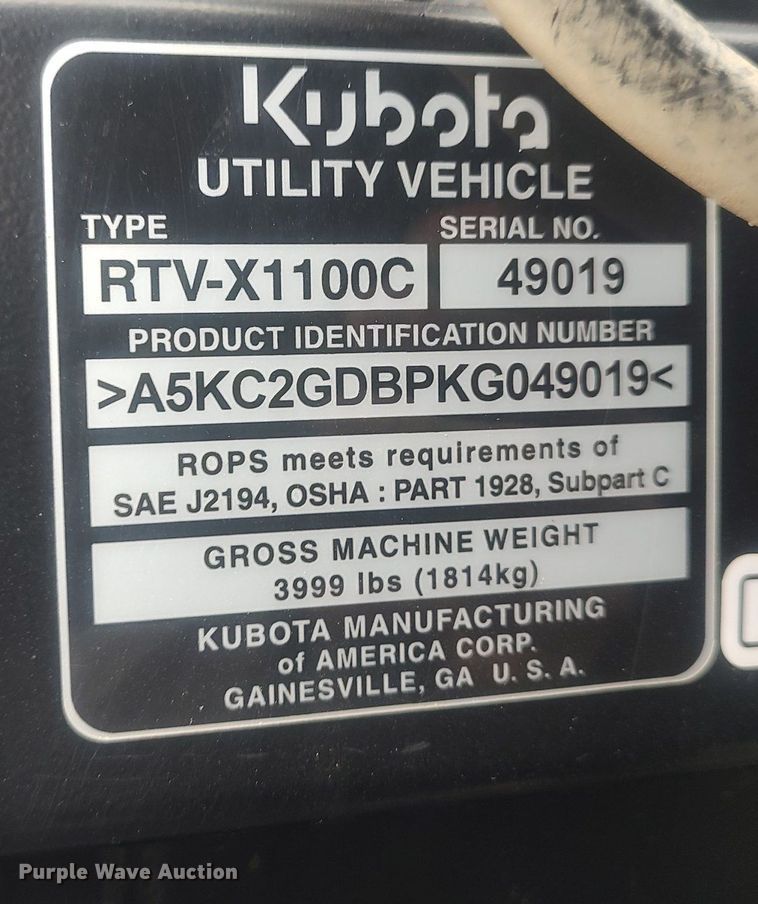 Kubota
UTILITY VEHICLE
TYPE SERIAL NO.
RTV-X1100C 49019
PRODUCT IDENTIFICATION NUMBER
>A5KC2GDBPKG049019<
ROPS meets requirements of
SAE J2194, OSHA : PART 1928, Subpart C
GROSS MACHINE WEIGHT
3999 lbs (1814kg)
KUBOTA MANUFACTURING
of AMERICA CORP.
GAINESVILLE, GA U. S. A.
Purple Wave Auction